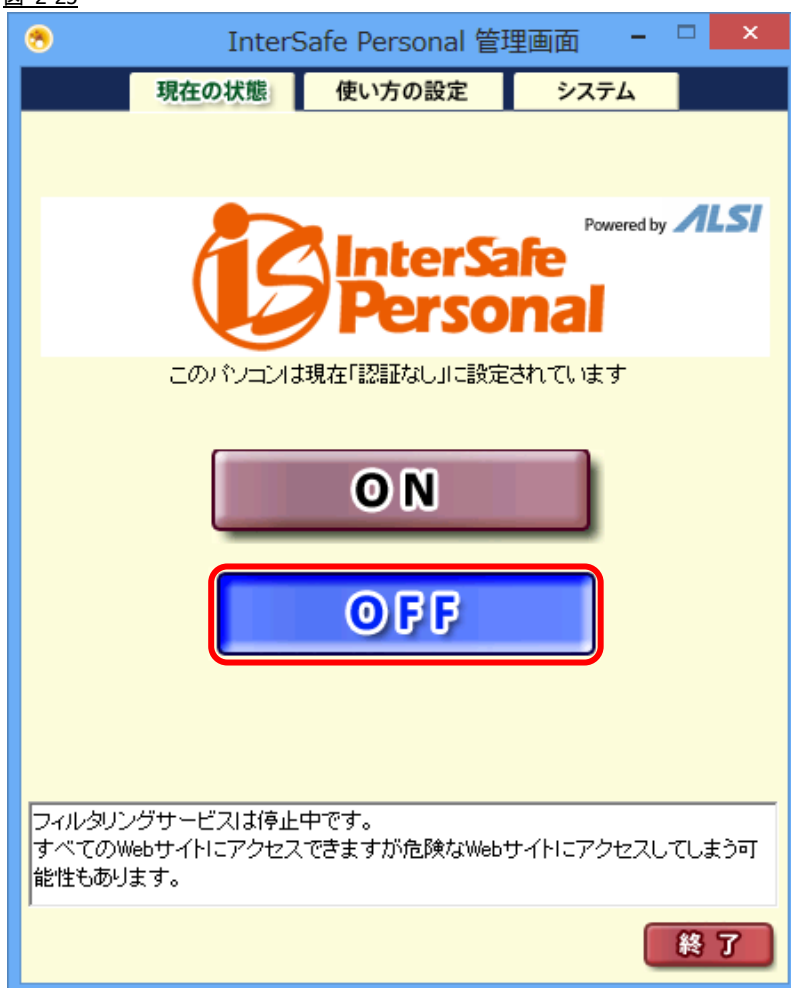 図 2-25
InterSafe Personal 管理画面
現在の状態 使い方の設定 システム
Powered by ALSI
is InterSafe
Personal
このパソコンは現在「認証なし」に設定されています
ON
OFF
フィルタリングサービスは停止中です。
すべてのWebサイトにアクセスできますが危険なWebサイトにアクセスしてしまう可
能性もあります。
終了